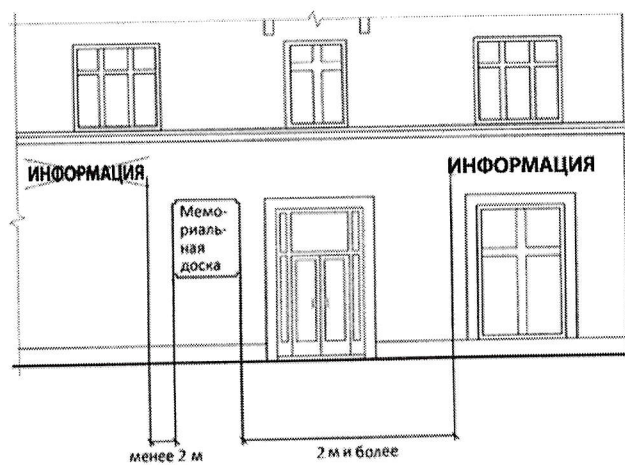 ИНФОРМАЦИЯ
ИНФОРМАЦИЯ
Мемо-
риаль-
ная
доска
менее 2 м
2 м и более